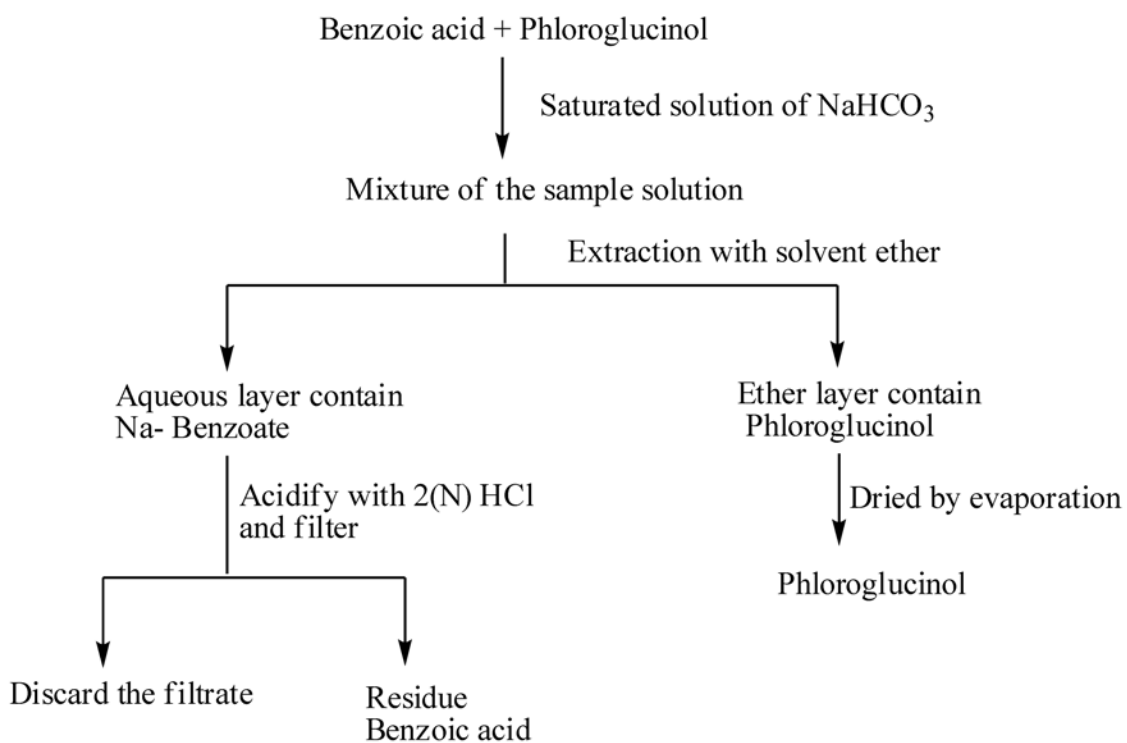 Benzoic acid + Phloroglucinol
Saturated solution of NaHCO₃
Mixture of the sample solution
Extraction with solvent ether
Aqueous layer contain
Na- Benzoate
Ether layer contain
Phloroglucinol
Acidify with 2(N) HCl
and filter
Dried by evaporation
Phloroglucinol
Discard the filtrate
Residue
Benzoic acid